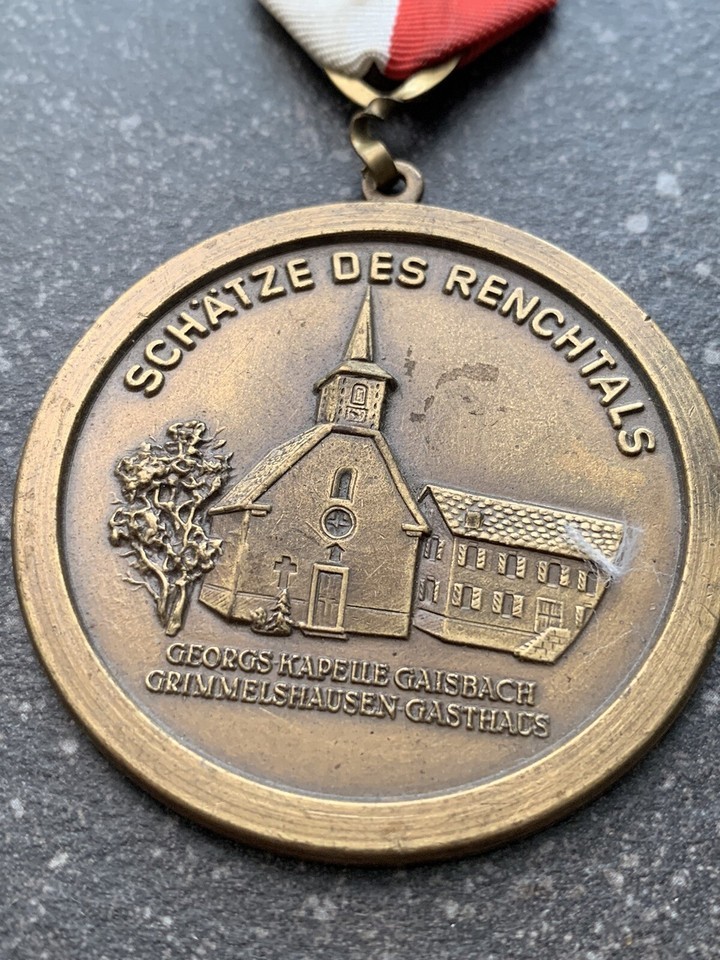 SCHÄTZE DES RENCHTALS
GEORGS-KAPELLE GAISBACH
GRIMMELSHAUSEN-GASTHAUS